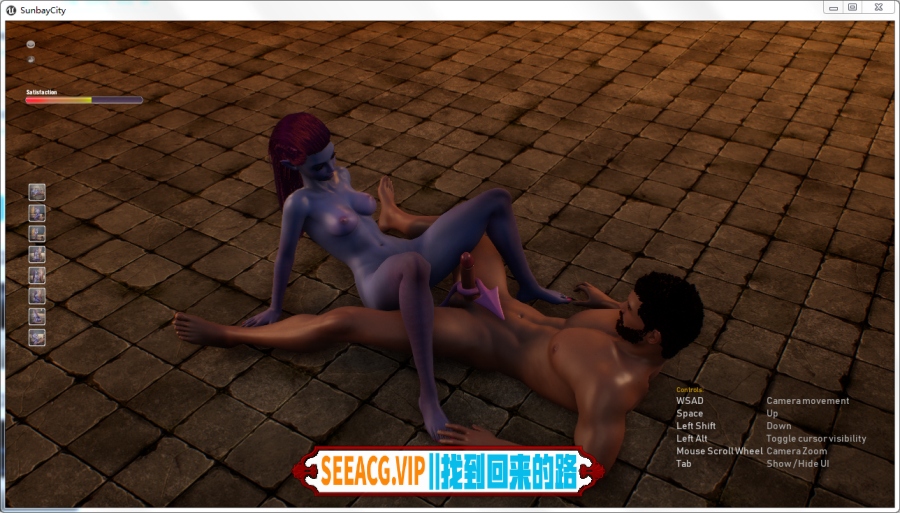 SunbayCity
Satisfaction
Controls:
WSAD Camera movement
Space Up
Left Shift Down
Left Alt Toggle cursor visibility
Mouse Scroll Wheel Camera Zoom
Tab Show / Hide UI
SEEACG.VIP ||找到回来的路